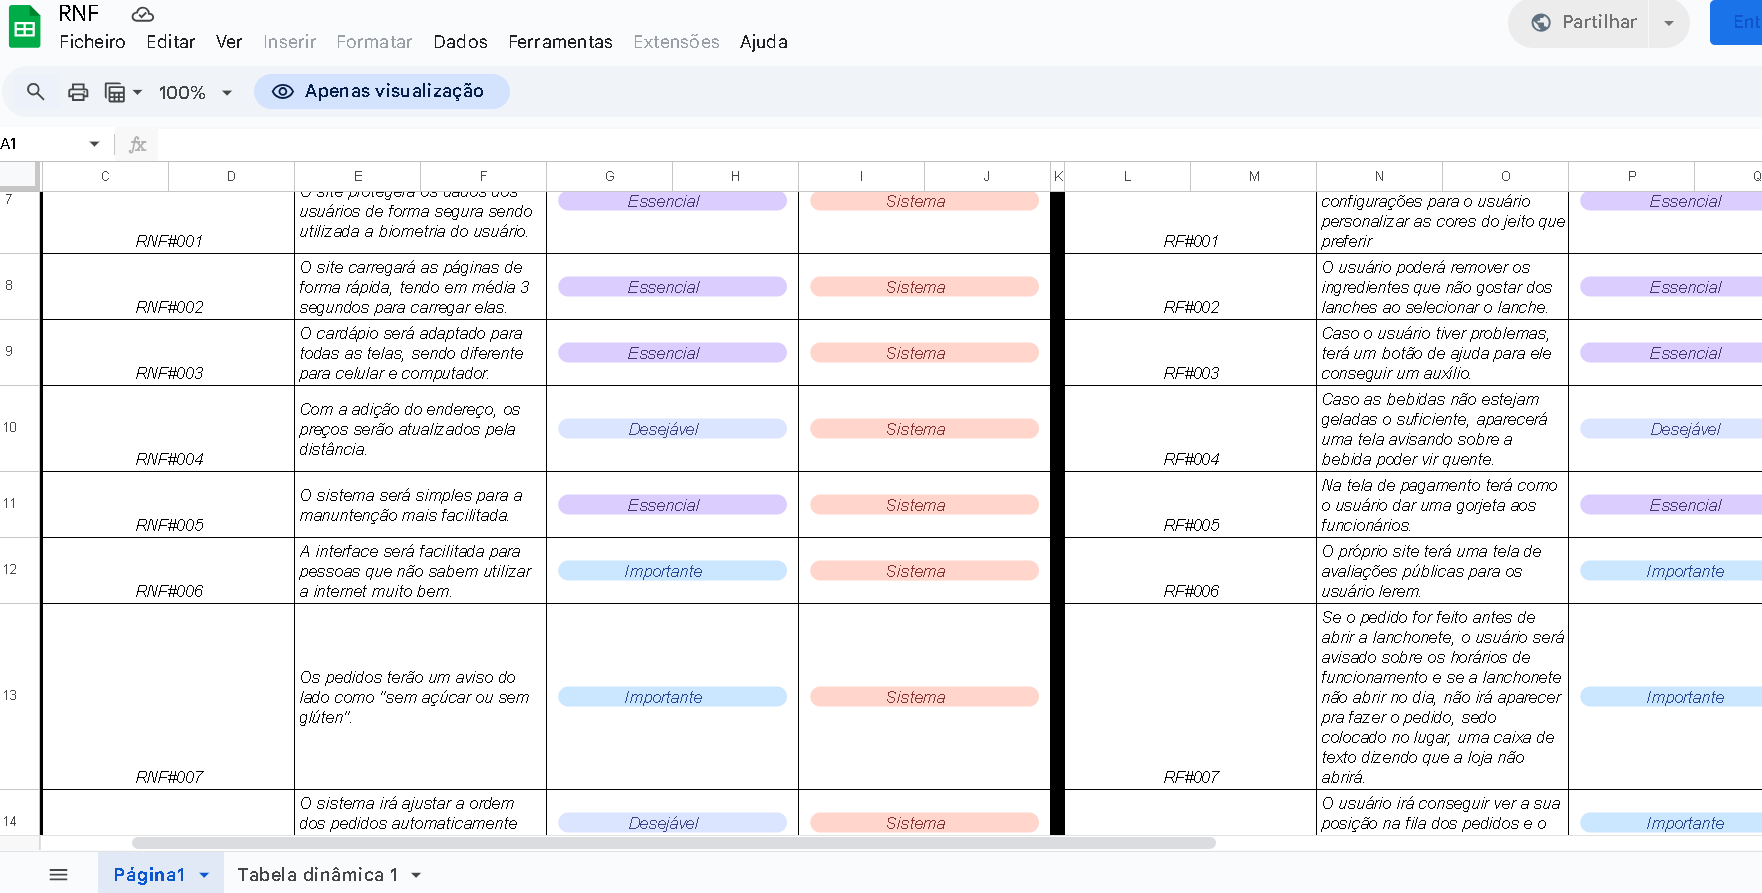 RNF
Ficheiro Editar Ver Inserir Formatar Dados Ferramentas Extensões Ajuda
Partilhar
Ent
100%
Apenas visualização
A1
fx
C D E F G H I J K L M N O P Q
7
RNF#001
O site protegerá os dados dos
usuários de forma segura sendo
utilizada a biometria do usuário.
Essencial
Sistema
RF#001
configurações para o usuário
personalizar as cores do jeito que
preferir
Essencial
8
RNF#002
O site carregará as páginas de
forma rápida, tendo em média 3
segundos para carregar elas.
Essencial
Sistema
RF#002
O usuário poderá remover os
ingredientes que não gostar dos
lanches ao selecionar o lanche.
Essencial
9
RNF#003
O cardápio será adaptado para
todas as telas, sendo diferente
para celular e computador.
Essencial
Sistema
RF#003
Caso o usuário tiver problemas,
terá um botão de ajuda para ele
conseguir um auxílio.
Essencial
10
RNF#004
Com a adição do endereço, os
preços serão atualizados pela
distância.
Desejável
Sistema
RF#004
Caso as bebidas não estejam
geladas o suficiente, aparecerá
uma tela avisando sobre a
bebida poder vir quente.
Desejável
11
RNF#005
O sistema será simples para a
manuntenção mais facilitada.
Essencial
Sistema
RF#005
Na tela de pagamento terá como
o usuário dar uma gorjeta aos
funcionários.
Essencial
12
RNF#006
A interface será facilitada para
pessoas que não sabem utilizar
a internet muito bem.
Importante
Sistema
RF#006
O próprio site terá uma tela de
avaliações públicas para os
usuário lerem.
Importante
13
RNF#007
Os pedidos terão um aviso do
lado como "sem açúcar ou sem
glúten".
Importante
Sistema
RF#007
Se o pedido for feito antes de
abrir a lanchonete, o usuário será
avisado sobre os horários de
funcionamento e se a lanchonete
não abrir no dia, não irá aparecer
pra fazer o pedido, sedo
colocado no lugar, uma caixa de
texto dizendo que a loja não
abrirá.
Importante
14
O sistema irá ajustar a ordem
dos pedidos automaticamente
Desejável
Sistema
O usuário irá conseguir ver a sua
posição na fila dos pedidos e o
Importante
Página1
Tabela dinâmica 1